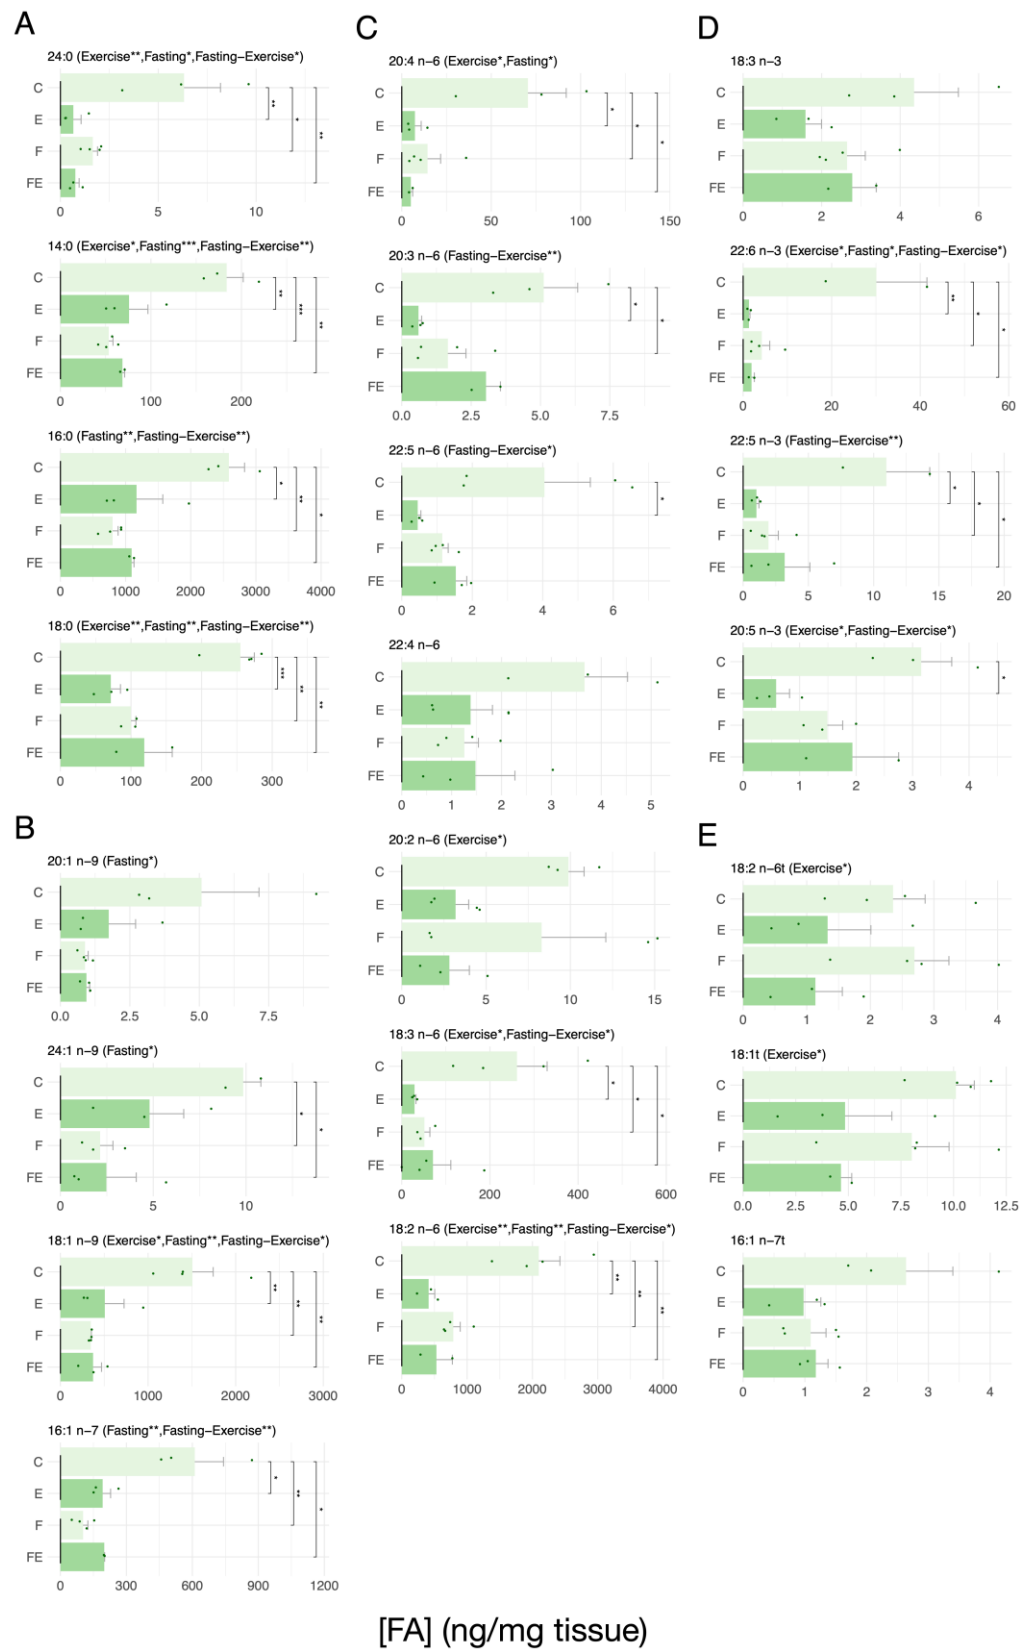 A
24:0 (Exercise**,Fasting*,Fasting−Exercise*)
C
**
E
*
F
**
FE
0 5 10
14:0 (Exercise*,Fasting***,Fasting−Exercise**)
C
**
E
***
F
**
FE
0 100 200
16:0 (Fasting**,Fasting−Exercise**)
C
*
E
**
F
*
FE
0 1000 2000 3000 4000
18:0 (Exercise**,Fasting**,Fasting−Exercise**)
C
***
E
**
F
**
FE
0 100 200 300
B
20:1 n−9 (Fasting*)
C
E
F
FE
0.0 2.5 5.0 7.5
24:1 n−9 (Fasting*)
C
E
*
F
*
FE
0 5 10
18:1 n−9 (Exercise*,Fasting**,Fasting−Exercise*)
C
**
E
**
F
**
FE
0 1000 2000 3000
16:1 n−7 (Fasting**,Fasting−Exercise**)
C
*
E
**
F
*
FE
0 300 600 900 1200
C
20:4 n−6 (Exercise*,Fasting*)
C
*
E
*
F
*
FE
0 50 100 150
20:3 n−6 (Fasting−Exercise**)
C
*
E
*
F
FE
0.0 2.5 5.0 7.5
22:5 n−6 (Fasting−Exercise*)
C
*
E
F
FE
0 2 4 6
22:4 n−6
C
E
F
FE
0 1 2 3 4 5
20:2 n−6 (Exercise*)
C
E
F
FE
0 5 10 15
18:3 n−6 (Exercise*,Fasting−Exercise*)
C
*
E
*
F
*
FE
0 200 400 600
18:2 n−6 (Exercise**,Fasting**,Fasting−Exercise*)
C
**
E
**
F
**
FE
0 1000 2000 3000 4000
D
18:3 n−3
C
E
F
FE
0 2 4 6
22:6 n−3 (Exercise*,Fasting*,Fasting−Exercise*)
C
**
E
*
F
*
FE
0 20 40 60
22:5 n−3 (Fasting−Exercise**)
C
*
E
*
F
*
FE
0 5 10 15 20
20:5 n−3 (Exercise*,Fasting−Exercise*)
C
*
E
F
FE
0 1 2 3 4
E
18:2 n−6t (Exercise*)
C
E
F
FE
0 1 2 3 4
18:1t (Exercise*)
C
E
F
FE
0.0 2.5 5.0 7.5 10.0 12.5
16:1 n−7t
C
E
F
FE
0 1 2 3 4
[FA] (ng/mg tissue)